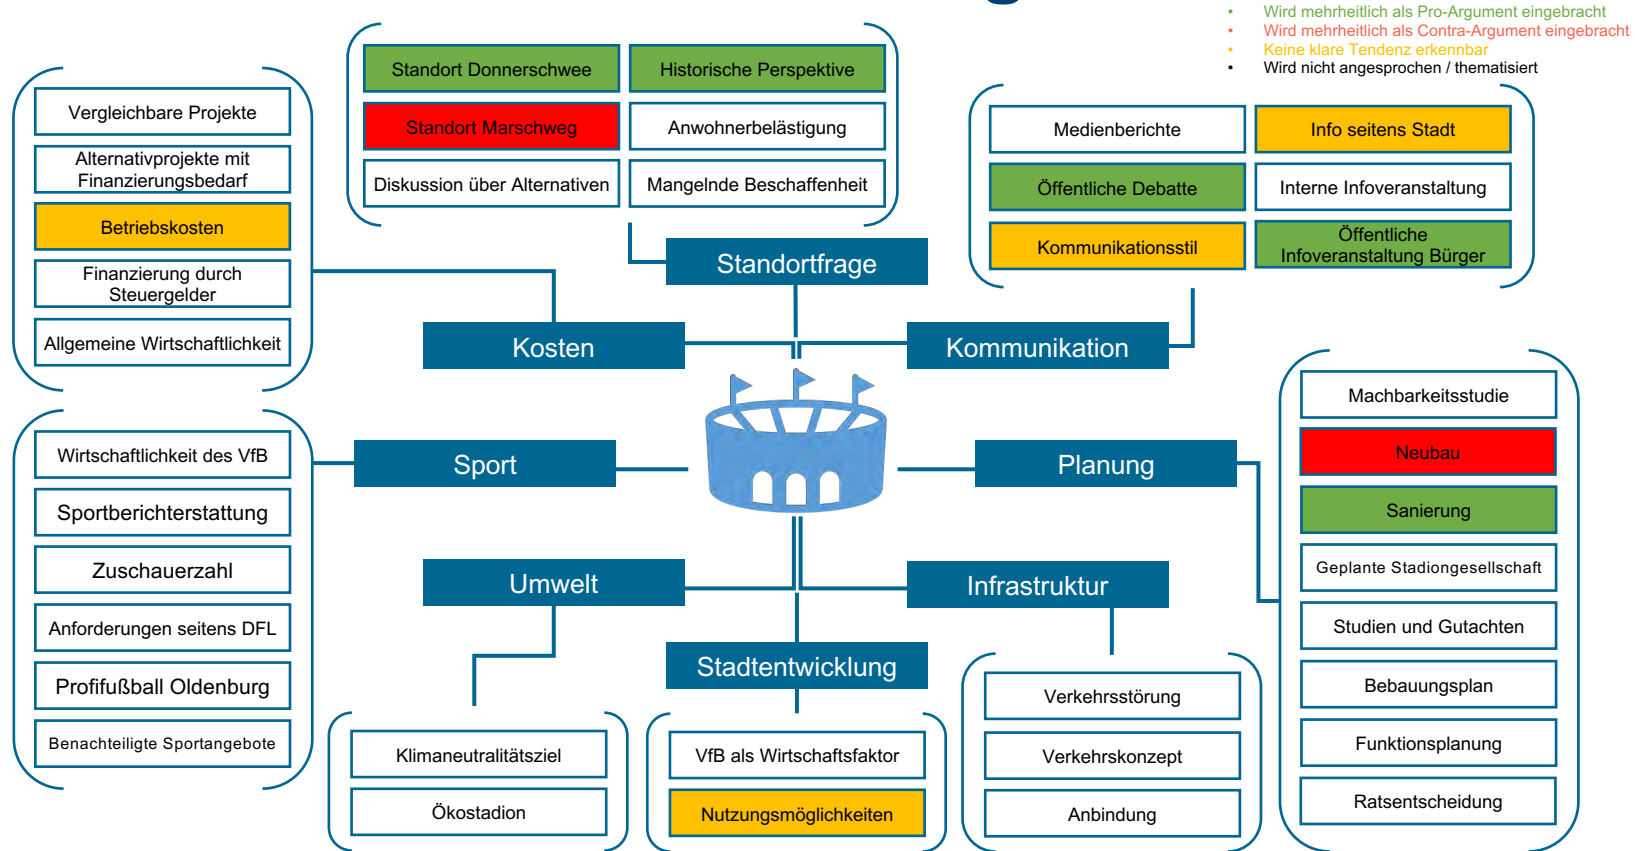 • Wird mehrheitlich als Pro-Argument eingebracht
• Wird mehrheitlich als Contra-Argument eingebracht
• Keine klare Tendenz erkennbar
• Wird nicht angesprochen / thematisiert
Vergleichbare Projekte
Alternativprojekte mit
Finanzierungsbedarf
Betriebskosten
Finanzierung durch
Steuergelder
Allgemeine Wirtschaftlichkeit
Standort Donnerschwee
Historische Perspektive
Standort Marschweg
Anwohnerbelästigung
Diskussion über Alternativen
Mangelnde Beschaffenheit
Medienberichte
Info seitens Stadt
Öffentliche Debatte
Interne Infoveranstaltung
Kommunikationsstil
Öffentliche
Infoveranstaltung Bürger
Standortfrage
Kosten
Kommunikation
Sport
Planung
Umwelt
Infrastruktur
Stadtentwicklung
Wirtschaftlichkeit des VfB
Sportberichterstattung
Zuschauerzahl
Anforderungen seitens DFL
Profifußball Oldenburg
Benachteiligte Sportangebote
Klimaneutralitätsziel
Ökostadion
VfB als Wirtschaftsfaktor
Nutzungsmöglichkeiten
Verkehrsstörung
Verkehrskonzept
Anbindung
Machbarkeitsstudie
Neubau
Sanierung
Geplante Stadiongesellschaft
Studien und Gutachten
Bebauungsplan
Funktionsplanung
Ratsentscheidung